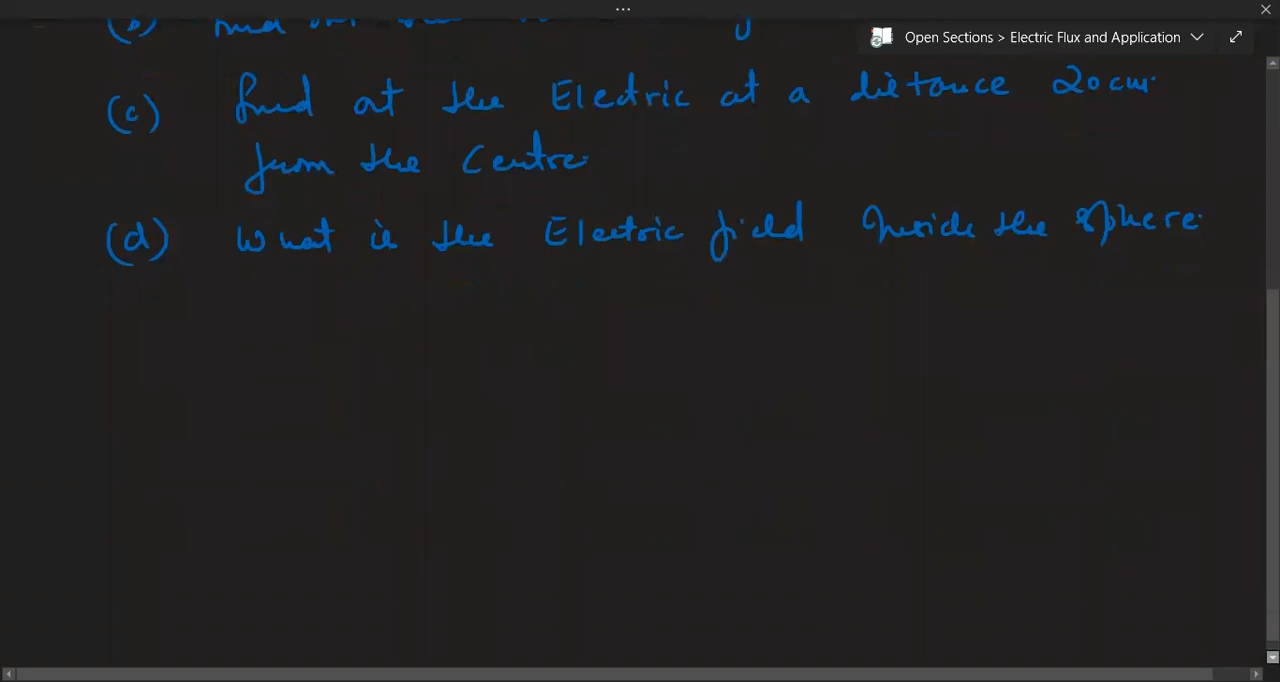 ...
Open Sections > Electric Flux and Application
(b) find
(c) find at the Electric at a distance 20cm.
from the Centre.
(d) What is the Electric field Inside the sphere.